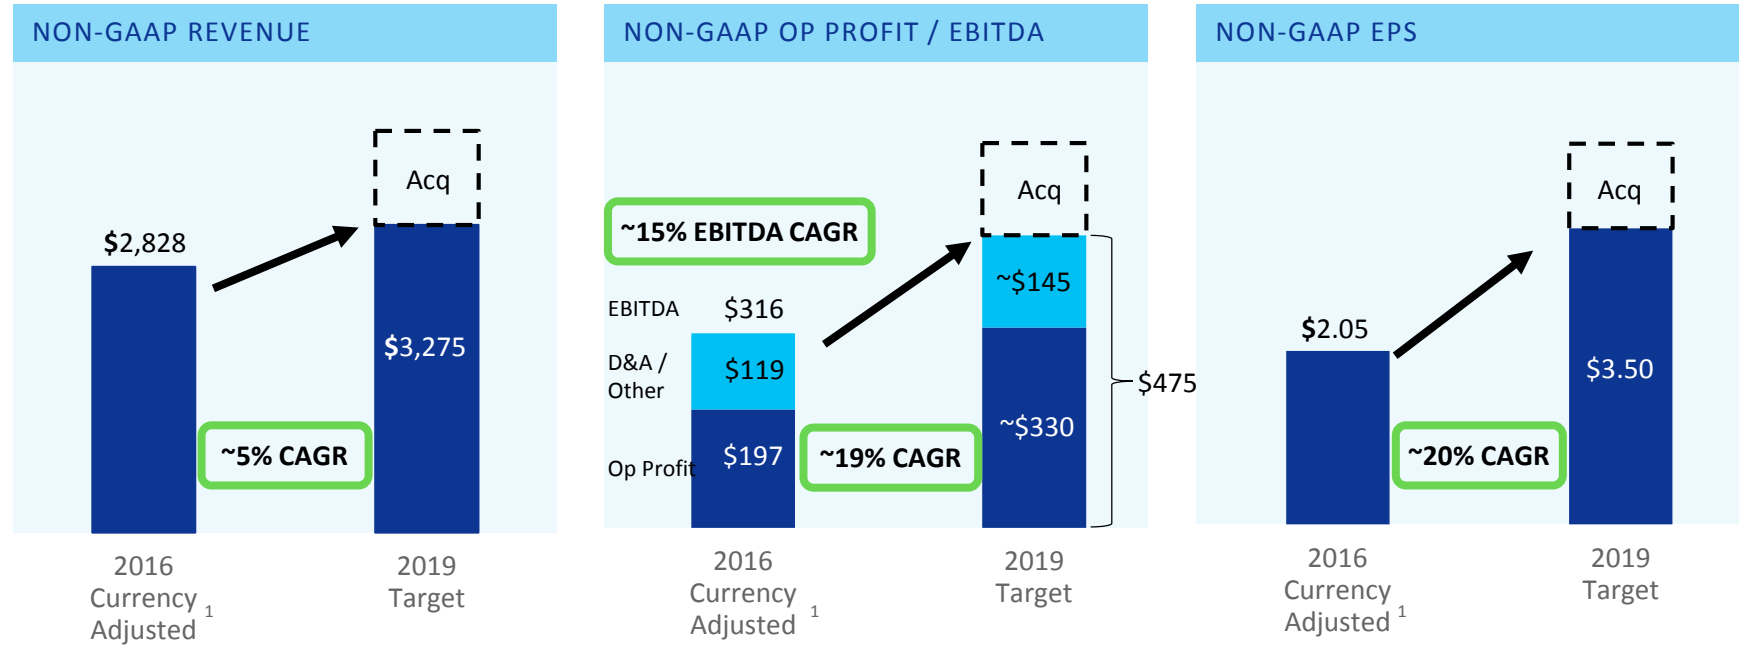 NON-GAAP REVENUE
$2,828
Acq
$3,275
~5% CAGR
2016
Currency
Adjusted 1
2019
Target
NON-GAAP OP PROFIT / EBITDA
~15% EBITDA CAGR
Acq
~$145
EBITDA
$316
D&A /
Other
$119
$475
~$330
Op Profit
$197
~19% CAGR
2016
Currency
Adjusted 1
2019
Target
NON-GAAP EPS
Acq
$2.05
$3.50
~20% CAGR
2016
Currency
Adjusted 1
2019
Target